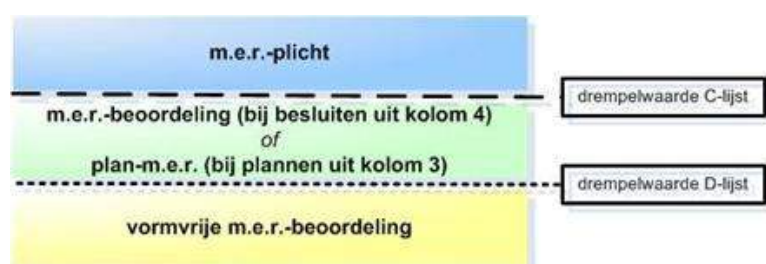 m.e.r.-plicht
drempelwaarde C-lijst
m.e.r.-beoordeling (bij besluiten uit kolom 4)
of
plan-m.e.r. (bij plannen uit kolom 3)
drempelwaarde D-lijst
vormvrije m.e.r.-beoordeling